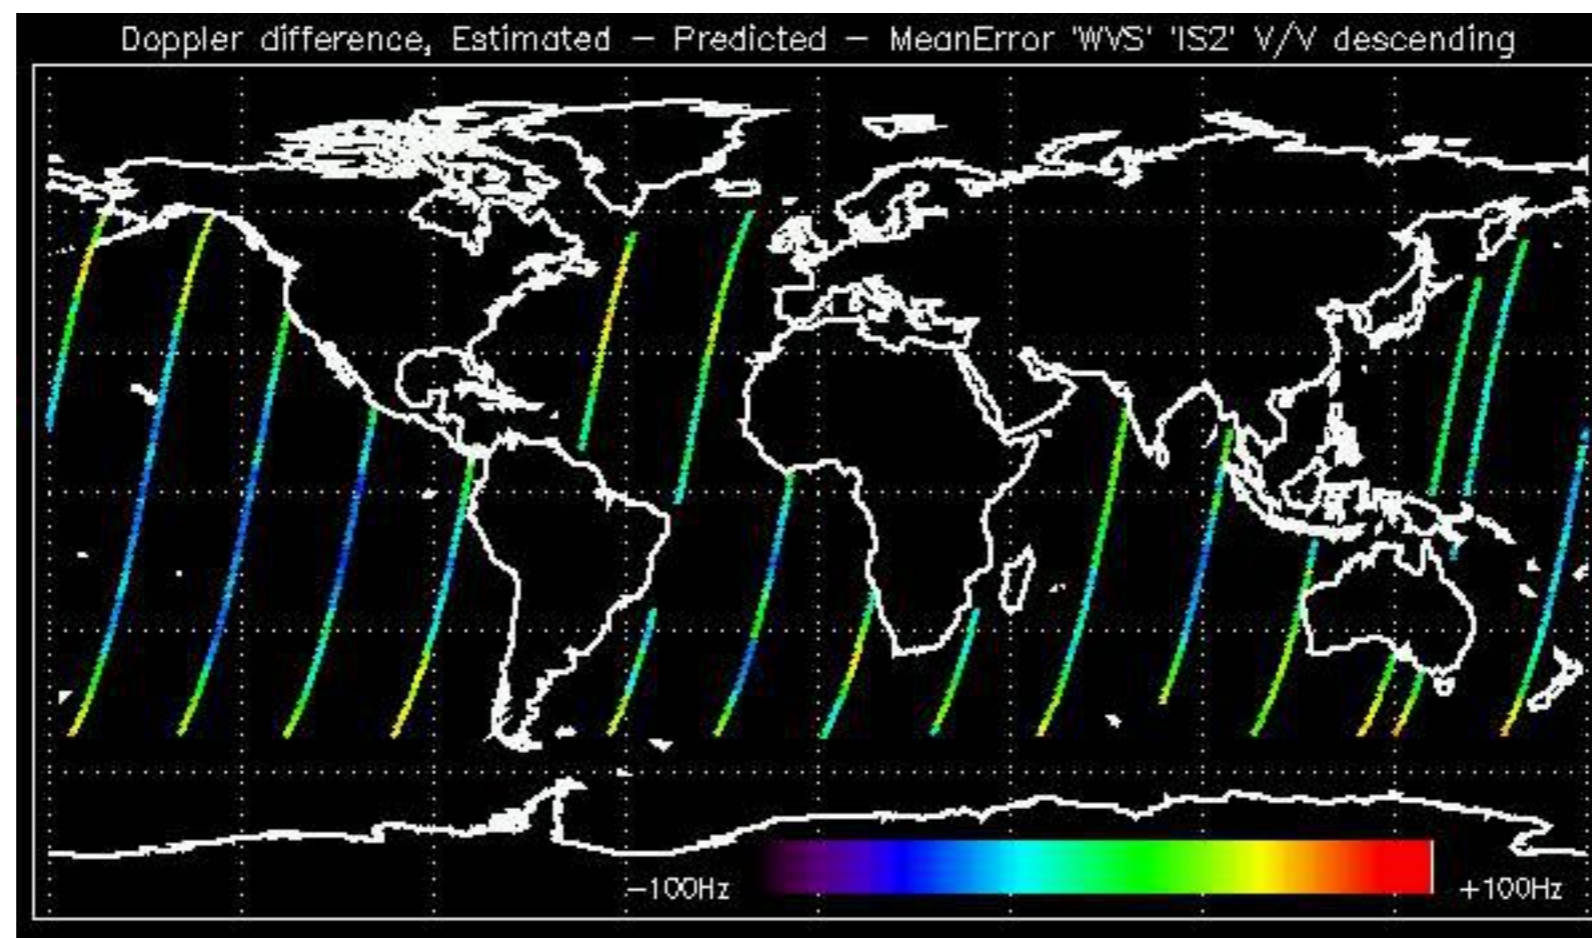 Doppler difference, Estimated — Predicted — MeanError 'WVS' 'IS2' V/V descending
−100Hz
+100Hz